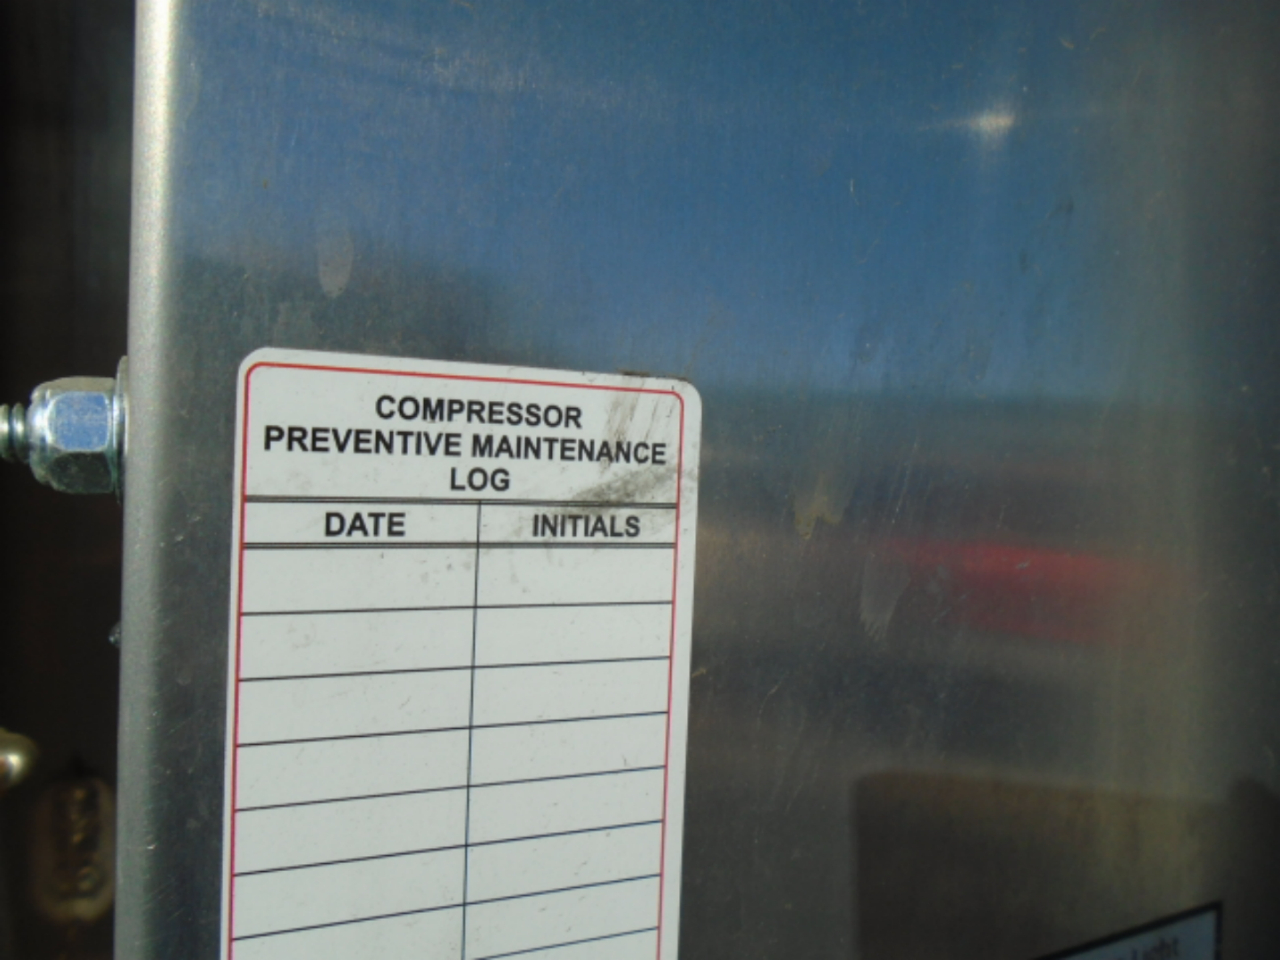 COMPRESSOR
PREVENTIVE MAINTENANCE
LOG
DATE INITIALS